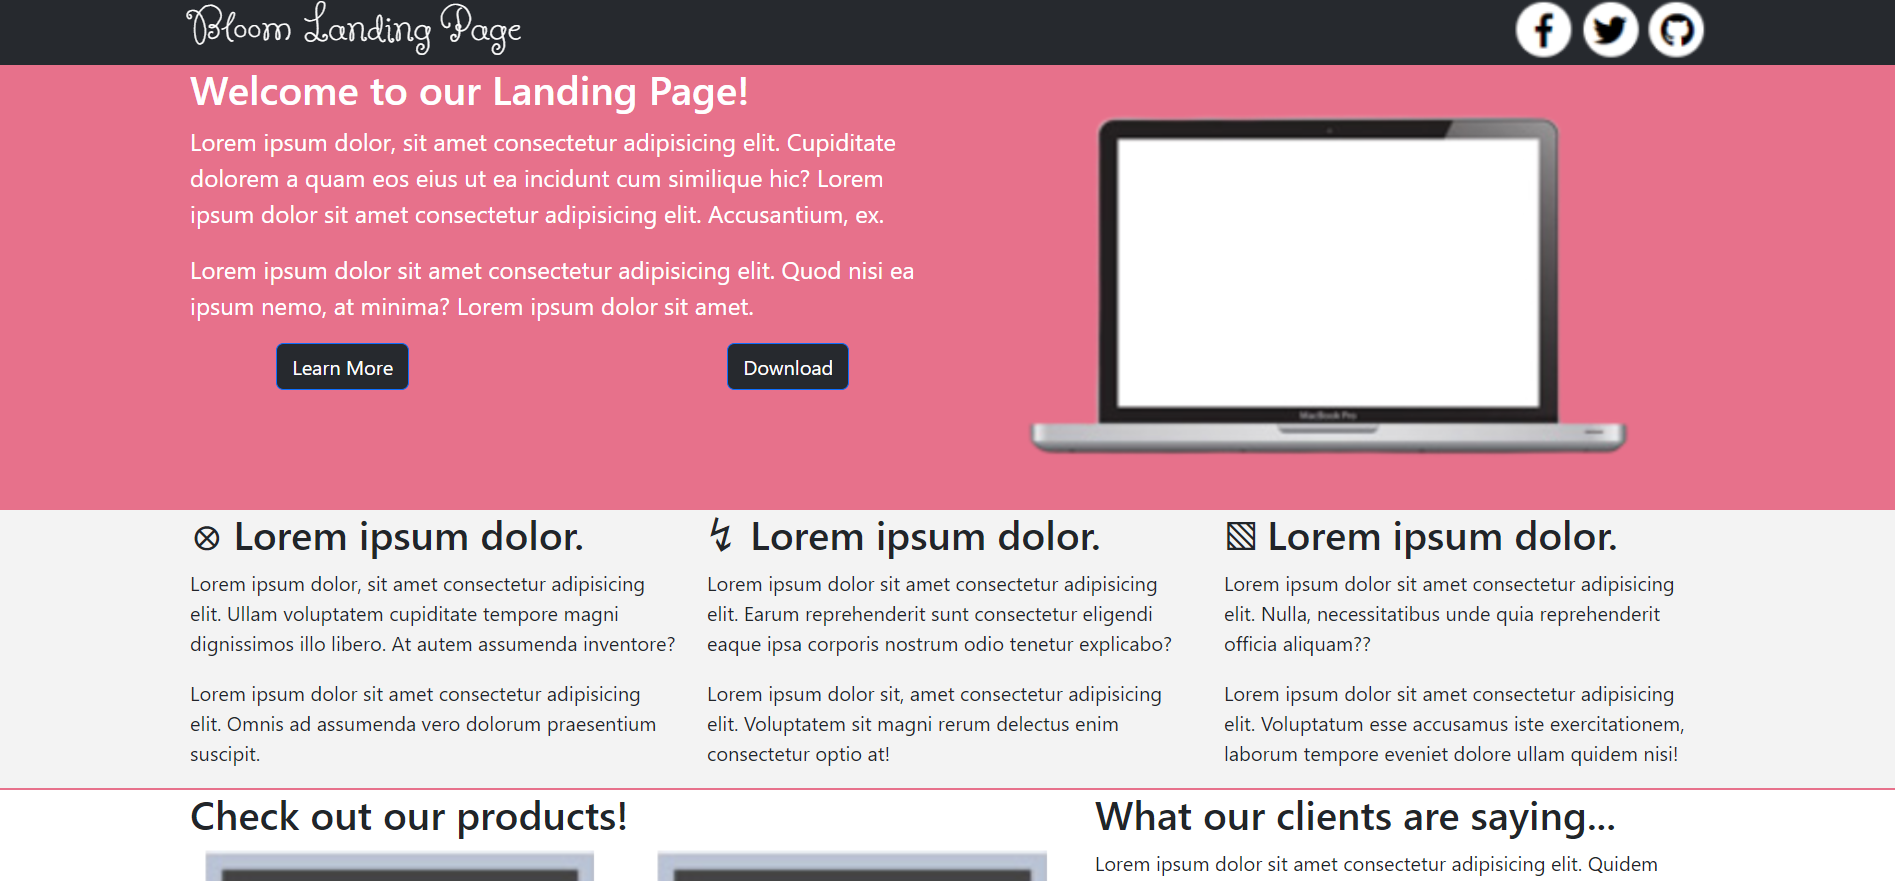 Bloom Landing Page
Welcome to our Landing Page!
Lorem ipsum dolor, sit amet consectetur adipisicing elit. Cupiditate
dolorem a quam eos eius ut ea incidunt cum similique hic? Lorem
ipsum dolor sit amet consectetur adipisicing elit. Accusantium, ex.
Lorem ipsum dolor sit amet consectetur adipisicing elit. Quod nisi ea
ipsum nemo, at minima? Lorem ipsum dolor sit amet.
Learn More
Download
MacBook Pro
Lorem ipsum dolor.
Lorem ipsum dolor, sit amet consectetur adipisicing
elit. Ullam voluptatem cupiditate tempore magni
dignissimos illo libero. At autem assumenda inventore?
Lorem ipsum dolor sit amet consectetur adipisicing
elit. Omnis ad assumenda vero dolorum praesentium
suscipit.
Lorem ipsum dolor.
Lorem ipsum dolor sit amet consectetur adipisicing
elit. Earum reprehenderit sunt consectetur eligendi
eaque ipsa corporis nostrum odio tenetur explicabo?
Lorem ipsum dolor sit, amet consectetur adipisicing
elit. Voluptatem sit magni rerum delectus enim
consectetur optio at!
Lorem ipsum dolor.
Lorem ipsum dolor sit amet consectetur adipisicing
elit. Nulla, necessitatibus unde quia reprehenderit
officia aliquam??
Lorem ipsum dolor sit amet consectetur adipisicing
elit. Voluptatum esse accusamus iste exercitationem,
laborum tempore eveniet dolore ullam quidem nisi!
Check out our products!
What our clients are saying...
Lorem ipsum dolor sit amet consectetur adipisicing elit. Quidem